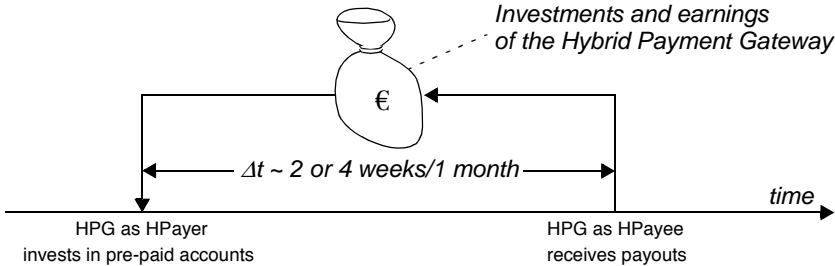 Investments and earnings
of the Hybrid Payment Gateway
€
Δt ~ 2 or 4 weeks/1 month
time
HPG as HPayer
invests in pre-paid accounts
HPG as HPayee
receives payouts